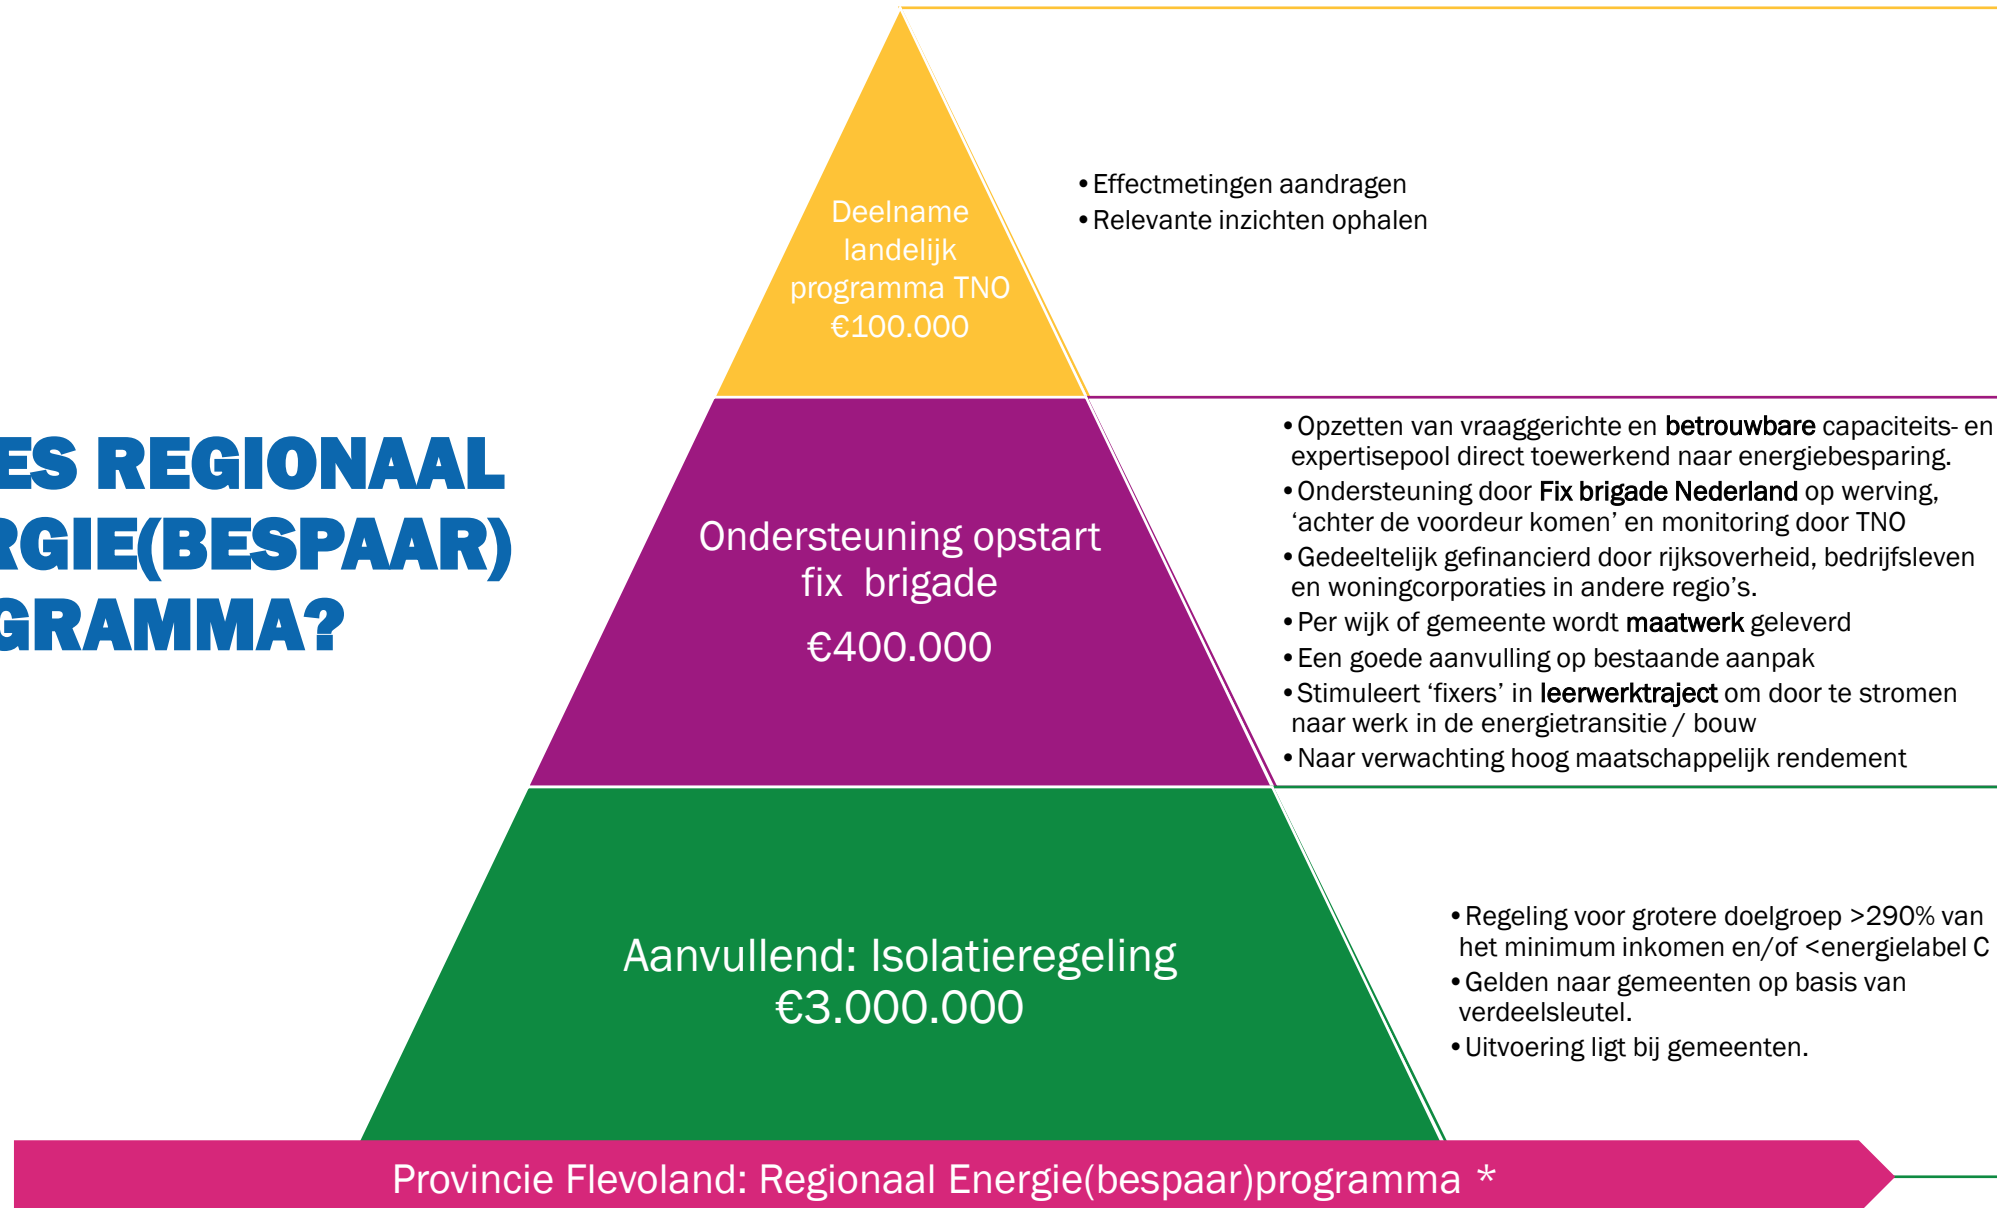 ES REGIONAAL
RGIE(BESPAAR)
GRAMMA?
Deelname
landelijk
programma TNO
€100.000
•Effectmetingen aandragen
•Relevante inzichten ophalen
Ondersteuning opstart
fix brigade
€400.000
•Opzetten van vraaggerichte en betrouwbare capaciteits- en
expertisepool direct toewerkend naar energiebesparing.
•Ondersteuning door Fix brigade Nederland op werving,
‘achter de voordeur komen’ en monitoring door TNO
•Gedeeltelijk gefinancierd door rijksoverheid, bedrijfsleven
en woningcorporaties in andere regio’s.
•Per wijk of gemeente wordt maatwerk geleverd
•Een goede aanvulling op bestaande aanpak
•Stimuleert ‘fixers’ in leerwerktraject om door te stromen
naar werk in de energietransitie / bouw
•Naar verwachting hoog maatschappelijk rendement
Aanvullend: Isolatieregeling
€3.000.000
•Regeling voor grotere doelgroep >290% van
het minimum inkomen en/of <energielabel C
•Gelden naar gemeenten op basis van
verdeelsleutel.
•Uitvoering ligt bij gemeenten.
Provincie Flevoland: Regionaal Energie(bespaar)programma *